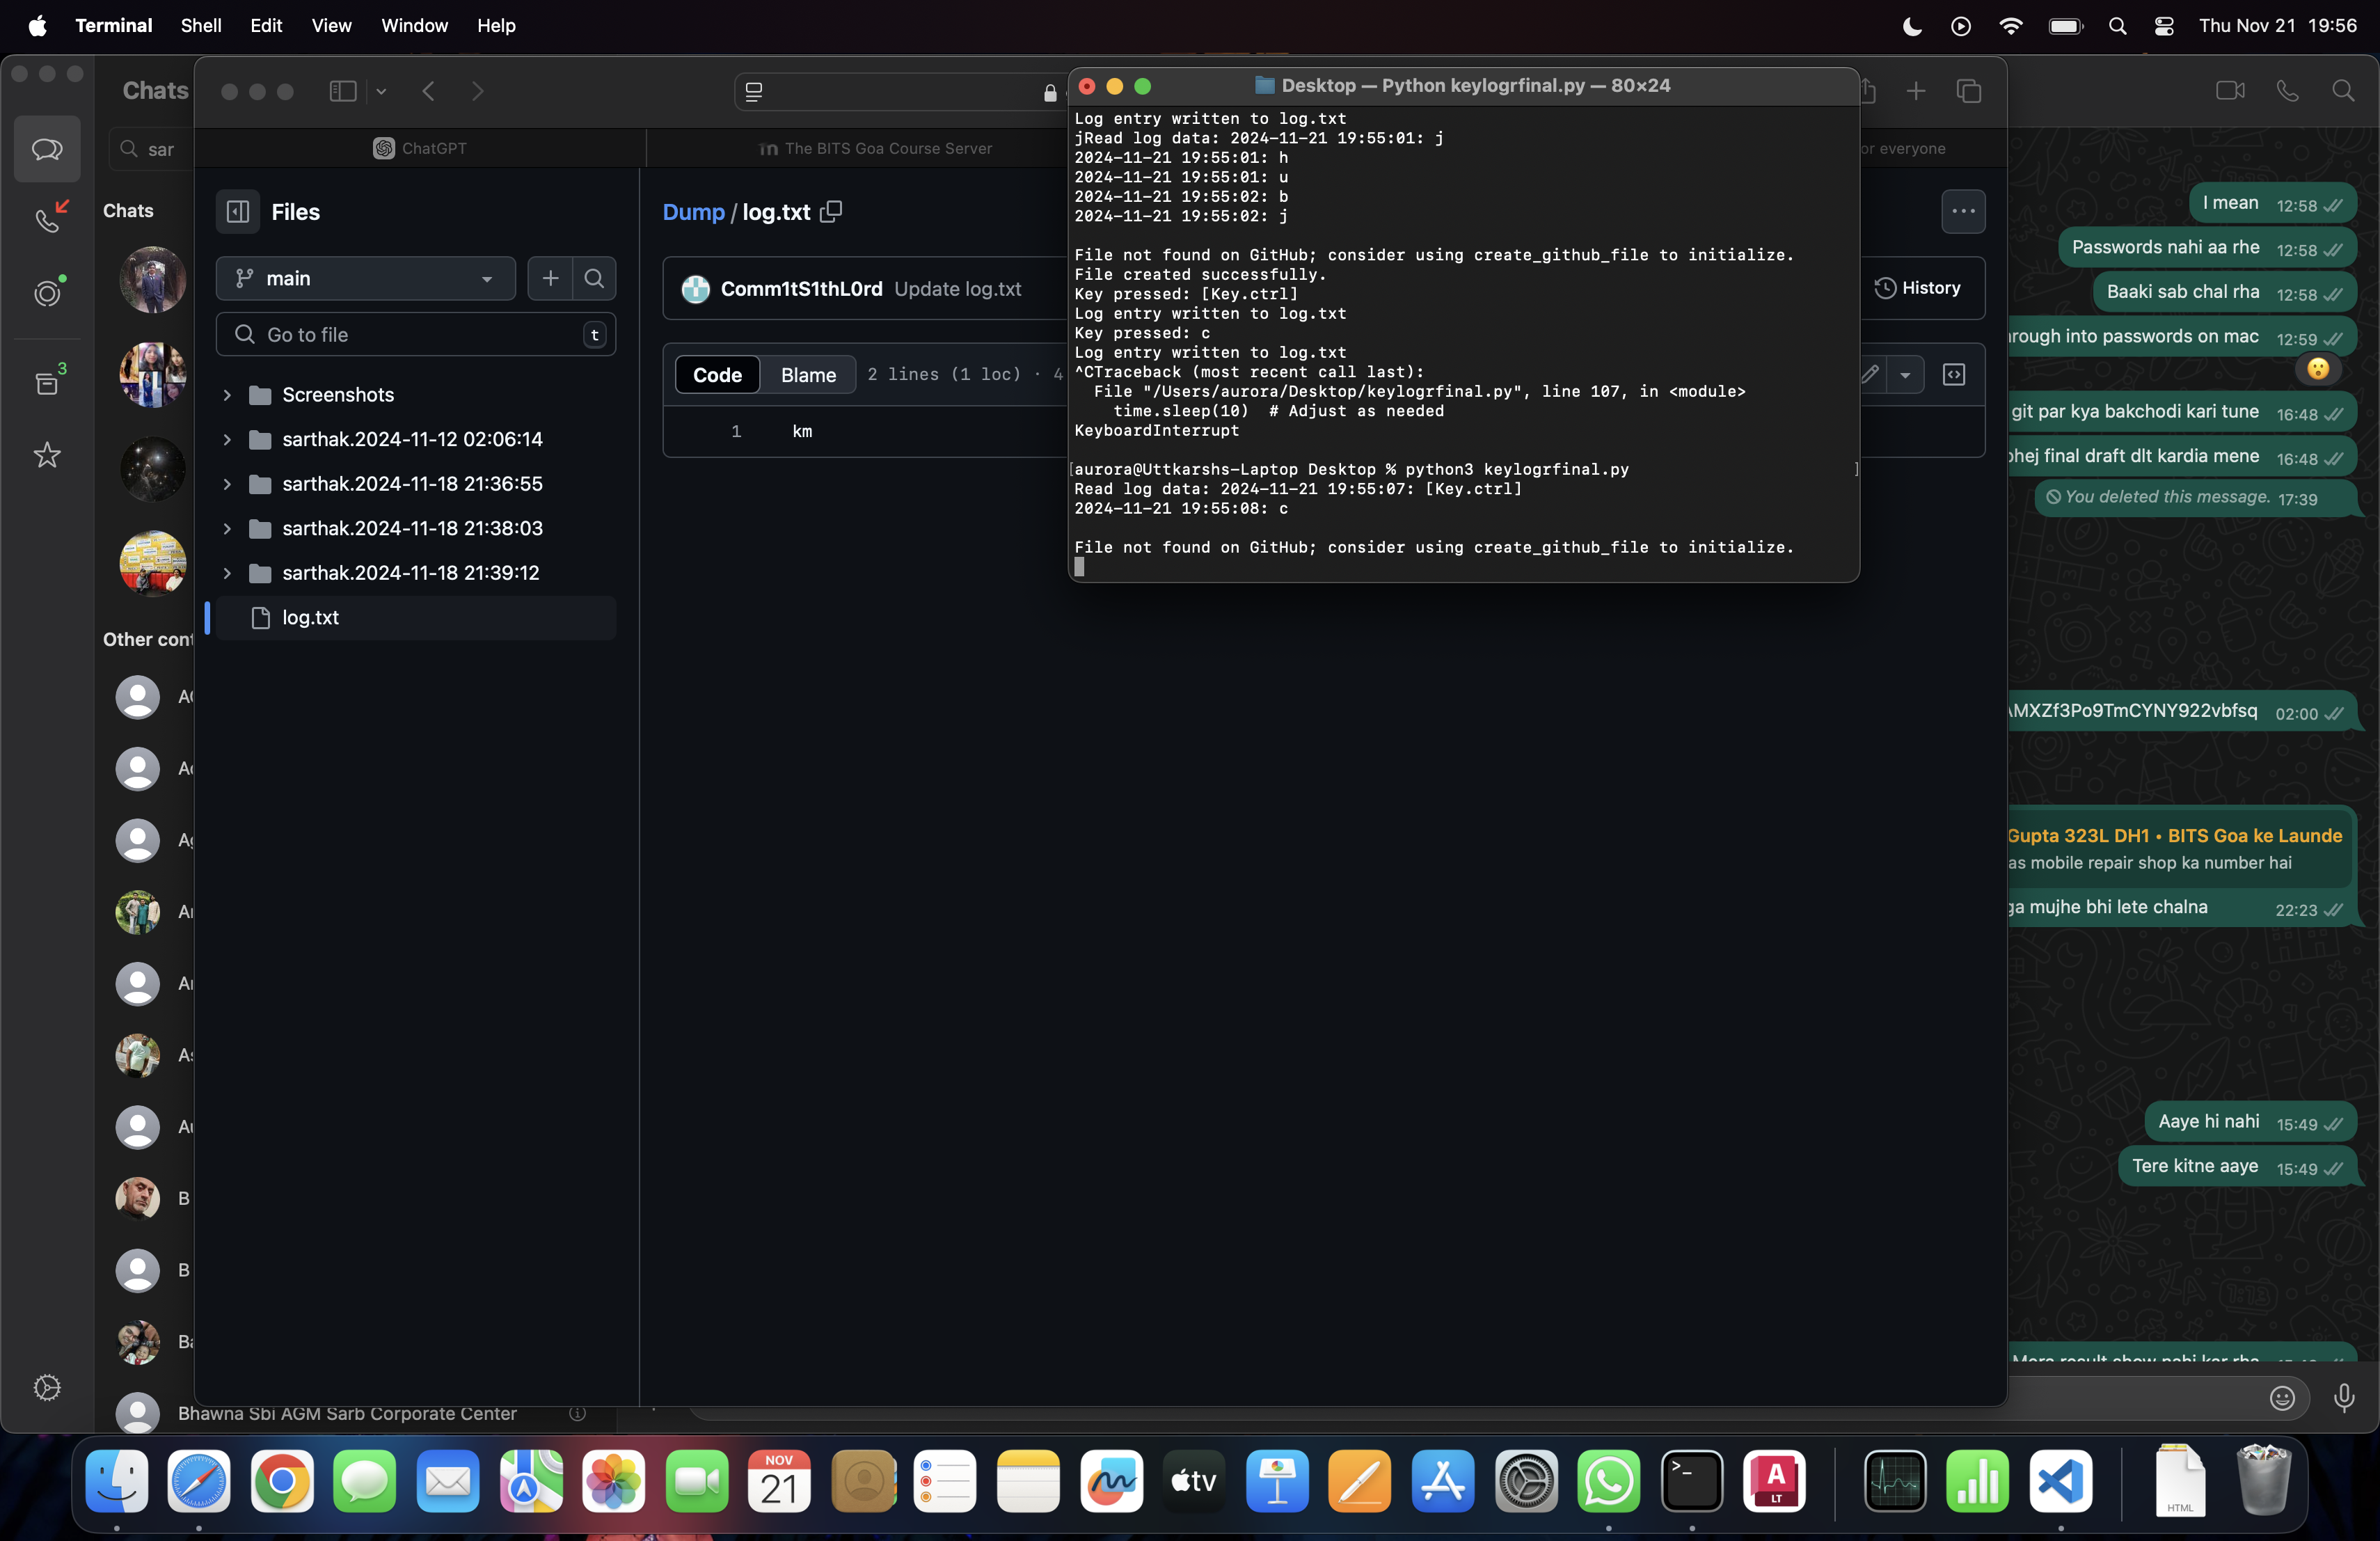 Terminal Shell Edit View Window Help
Thu Nov 21 19:56
Chats
sar
Chats
3
Other cont
Bhawna Sbi AGM Sarb Corporate Center
ChatGPT
The BITS Goa Course Server
or everyone
Files
main
Go to file
t
Screenshots
sarthak.2024-11-12 02:06:14
sarthak.2024-11-18 21:36:55
sarthak.2024-11-18 21:38:03
sarthak.2024-11-18 21:39:12
log.txt
Dump / log.txt
Comm1tS1thL0rd Update log.txt
History
Code Blame 2 lines (1 loc) · 4
1 km
Desktop — Python keylogrfinal.py — 80×24
Log entry written to log.txt
jRead log data: 2024-11-21 19:55:01: j
2024-11-21 19:55:01: h
2024-11-21 19:55:01: u
2024-11-21 19:55:02: b
2024-11-21 19:55:02: j
File not found on GitHub; consider using create_github_file to initialize.
File created successfully.
Key pressed: [Key.ctrl]
Log entry written to log.txt
Key pressed: c
Log entry written to log.txt
^CTraceback (most recent call last):
File "/Users/aurora/Desktop/keylogrfinal.py", line 107, in <module>
time.sleep(10) # Adjust as needed
KeyboardInterrupt
[aurora@Uttkarshs-Laptop Desktop % python3 keylogrfinal.py ]
Read log data: 2024-11-21 19:55:07: [Key.ctrl]
2024-11-21 19:55:08: c
File not found on GitHub; consider using create_github_file to initialize.
I mean 12:58
Passwords nahi aa rhe 12:58
Baaki sab chal rha 12:58
rough into passwords on mac 12:59
git par kya bakchodi kari tune 16:48
bhej final draft dlt kardia mene 16:48
You deleted this message. 17:39
AMXZf3Po9TmCYNY922vbfsq 02:00
Gupta 323L DH1 • BITS Goa ke Launde
as mobile repair shop ka number hai
ga mujhe bhi lete chalna 22:23
Aaye hi nahi 15:49
Tere kitne aaye 15:49
NOV
21
tv
A
LT
HTML